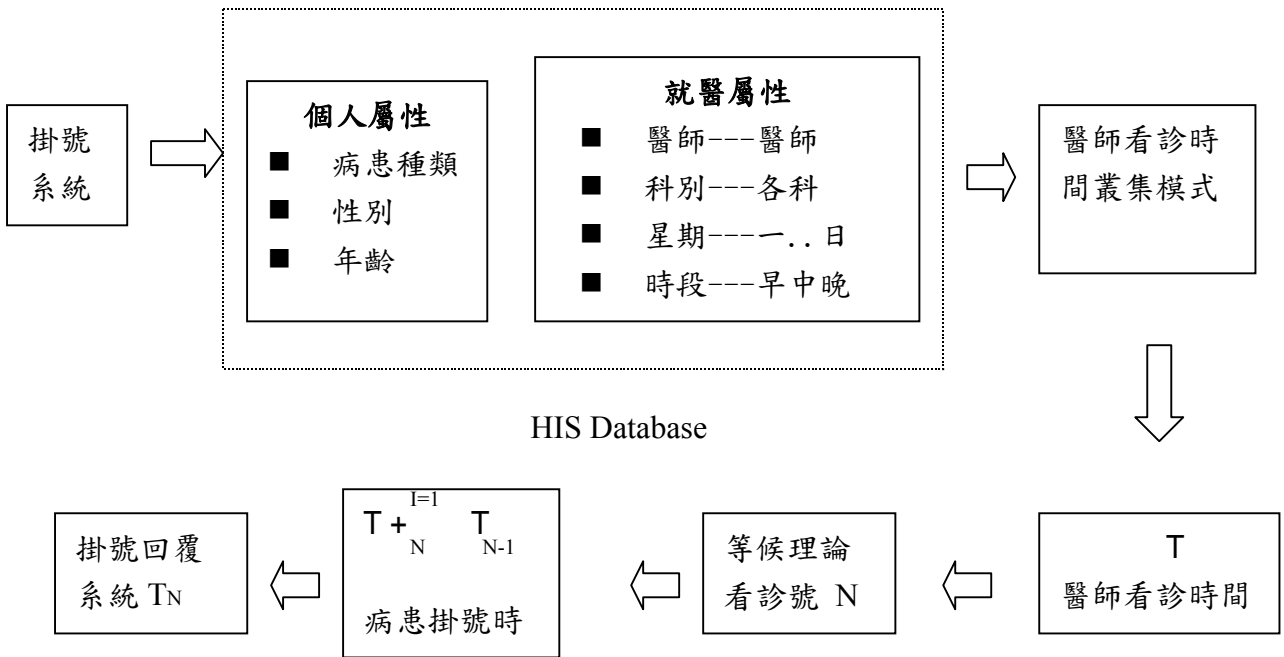 掛號
系統
個人屬性
■ 病患種類
■ 性別
■ 年齡
就醫屬性
■ 醫師---醫師
■ 科別---各科
■ 星期---一..日
■ 時段---早中晚
醫師看診時
間叢集模式
HIS Database
掛號回覆
系統 TN
I=1
T + T
N N-1
病患掛號時
等候理論
看診號 N
T
醫師看診時間